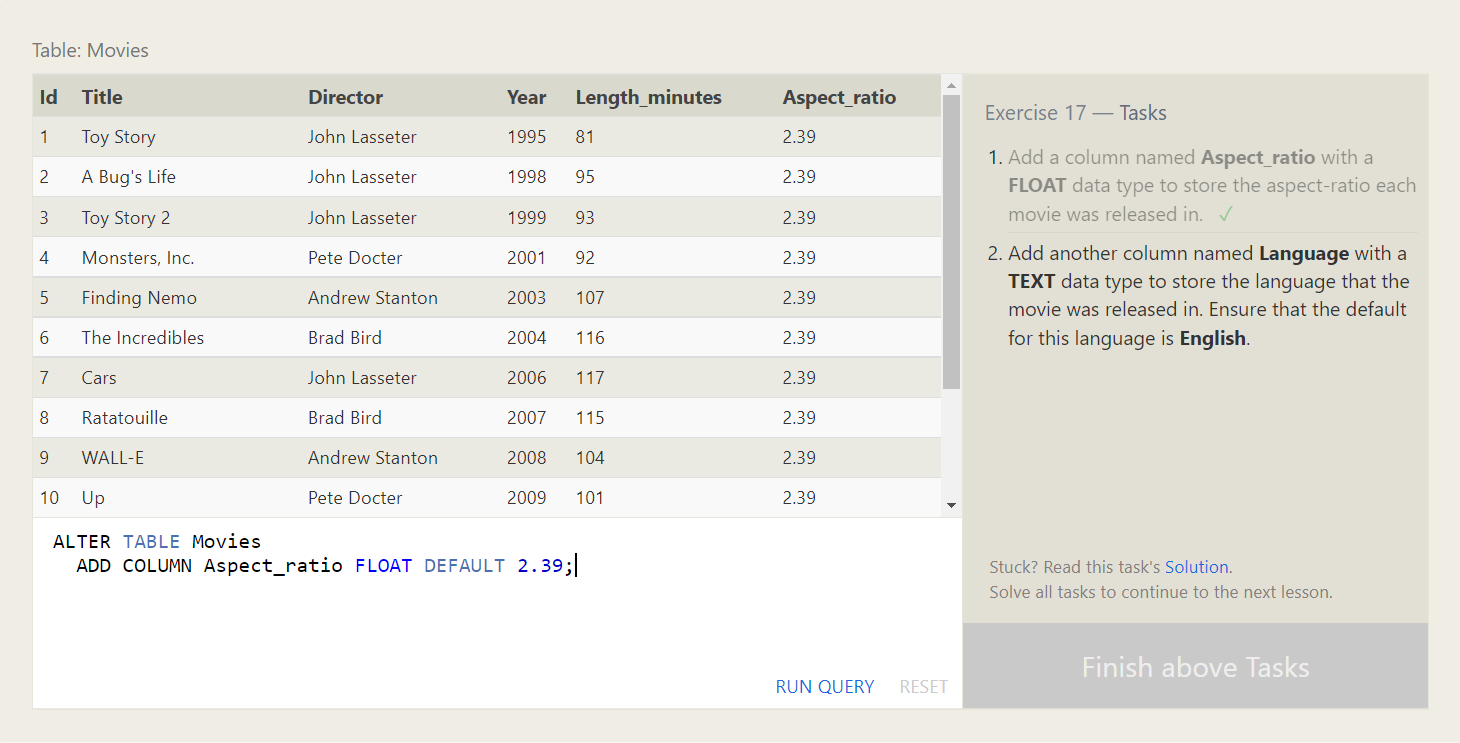 Table: Movies
Id Title Director Year Length_minutes Aspect_ratio
1 Toy Story John Lasseter 1995 81 2.39
2 A Bug's Life John Lasseter 1998 95 2.39
3 Toy Story 2 John Lasseter 1999 93 2.39
4 Monsters, Inc. Pete Docter 2001 92 2.39
5 Finding Nemo Andrew Stanton 2003 107 2.39
6 The Incredibles Brad Bird 2004 116 2.39
7 Cars John Lasseter 2006 117 2.39
8 Ratatouille Brad Bird 2007 115 2.39
9 WALL-E Andrew Stanton 2008 104 2.39
10 Up Pete Docter 2009 101 2.39
ALTER TABLE Movies
ADD COLUMN Aspect_ratio FLOAT DEFAULT 2.39;
RUN QUERY RESET
Exercise 17 — Tasks
1. Add a column named Aspect_ratio with a
FLOAT data type to store the aspect-ratio each
movie was released in. ✓
2. Add another column named Language with a
TEXT data type to store the language that the
movie was released in. Ensure that the default
for this language is English.
Stuck? Read this task's Solution.
Solve all tasks to continue to the next lesson.
Finish above Tasks